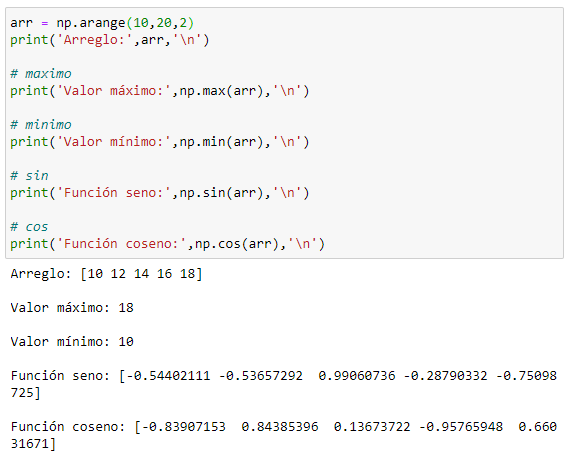 arr = np.arange(10,20,2)
print('Arreglo:',arr,'\n')
# maximo
print('Valor máximo:',np.max(arr),'\n')
# minimo
print('Valor mínimo:',np.min(arr),'\n')
# sin
print('Función seno:',np.sin(arr),'\n')
# cos
print('Función coseno:',np.cos(arr),'\n')
Arreglo: [10 12 14 16 18]
Valor máximo: 18
Valor mínimo: 10
Función seno: [-0.54402111 -0.53657292  0.99060736 -0.28790332 -0.75098
725]
Función coseno: [-0.83907153  0.84385396  0.13673722 -0.95765948  0.660
31671]